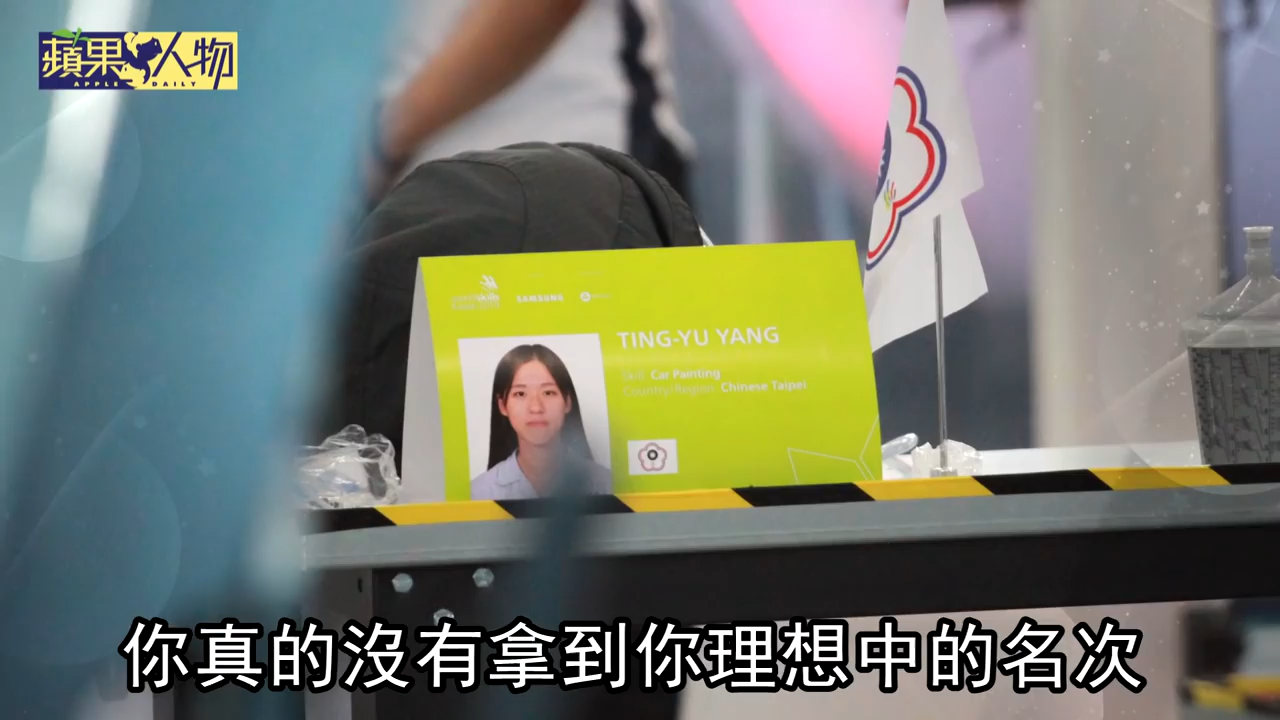 蘋果人物
APPLE DAILY
SAMSUNG
TING-YU YANG
Skill Car Painting
Country/Region Chinese Taipei
你真的沒有拿到你理想中的名次